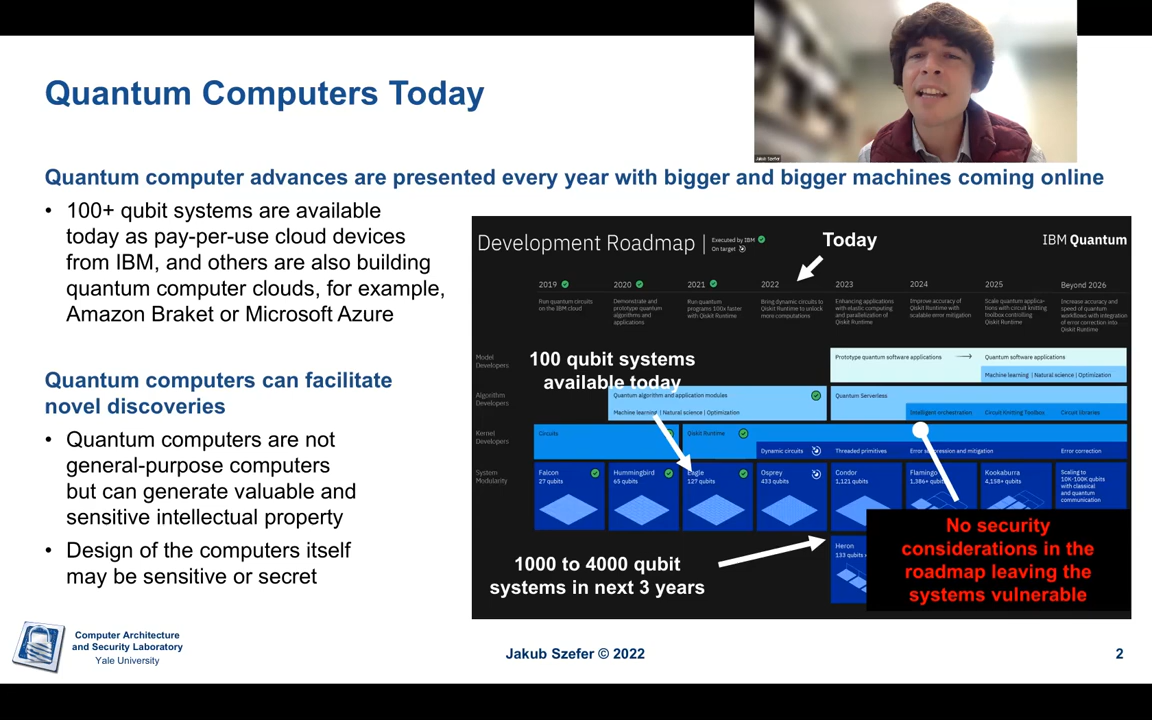 Quantum Computers Today
Jakub Szefer
Quantum computer advances are presented every year with bigger and bigger machines coming online
• 100+ qubit systems are available
today as pay-per-use cloud devices
from IBM, and others are also building
quantum computer clouds, for example,
Amazon Braket or Microsoft Azure
Quantum computers can facilitate
novel discoveries
• Quantum computers are not
general-purpose computers
but can generate valuable and
sensitive intellectual property
• Design of the computers itself
may be sensitive or secret
Development Roadmap
Executed by IBM
On target
Today
IBM Quantum
2019
2020
2021
2022
2023
2024
2025
Beyond 2026
Run quantum circuits
on the IBM cloud
Demonstrate and
prototype quantum
algorithms and
applications
Run quantum
programs 100x faster
with Qiskit Runtime
Bring dynamic circuits to
Qiskit Runtime to unlock
more computations
Enhancing applications
with elastic computing
and parallelization of
Qiskit Runtime
Improve accuracy of
Qiskit Runtime with
scalable error mitigation
Scale quantum applica-
tions with circuit knitting
toolbox controlling
Qiskit Runtime
Increase accuracy and
speed of quantum
workflows with integration
of error correction into
Qiskit Runtime
Model
Developers
Prototype quantum software applications
Quantum software applications
Machine learning | Natural science | Optimization
100 qubit systems
available today
Algorithm
Developers
Quantum algorithm and application modules
Machine learning | Natural science | Optimization
Quantum Serverless
Intelligent orchestration
Circuit Knitting Toolbox
Circuit libraries
Kernel
Developers
Circuits
Qiskit Runtime
Dynamic circuits
Threaded primitives
Error suppression and mitigation
Error correction
System
Modularity
Falcon
27 qubits
Hummingbird
65 qubits
Eagle
127 qubits
Osprey
433 qubits
Condor
1,121 qubits
Flamingo
1,386+ qubits
Kookaburra
4,158+ qubits
Scaling to
10K-100K qubits
with classical
and quantum
communication
Heron
133 qubits
1000 to 4000 qubit
systems in next 3 years
No security
considerations in the
roadmap leaving the
systems vulnerable
Computer Architecture
and Security Laboratory
Yale University
Jakub Szefer © 2022
2